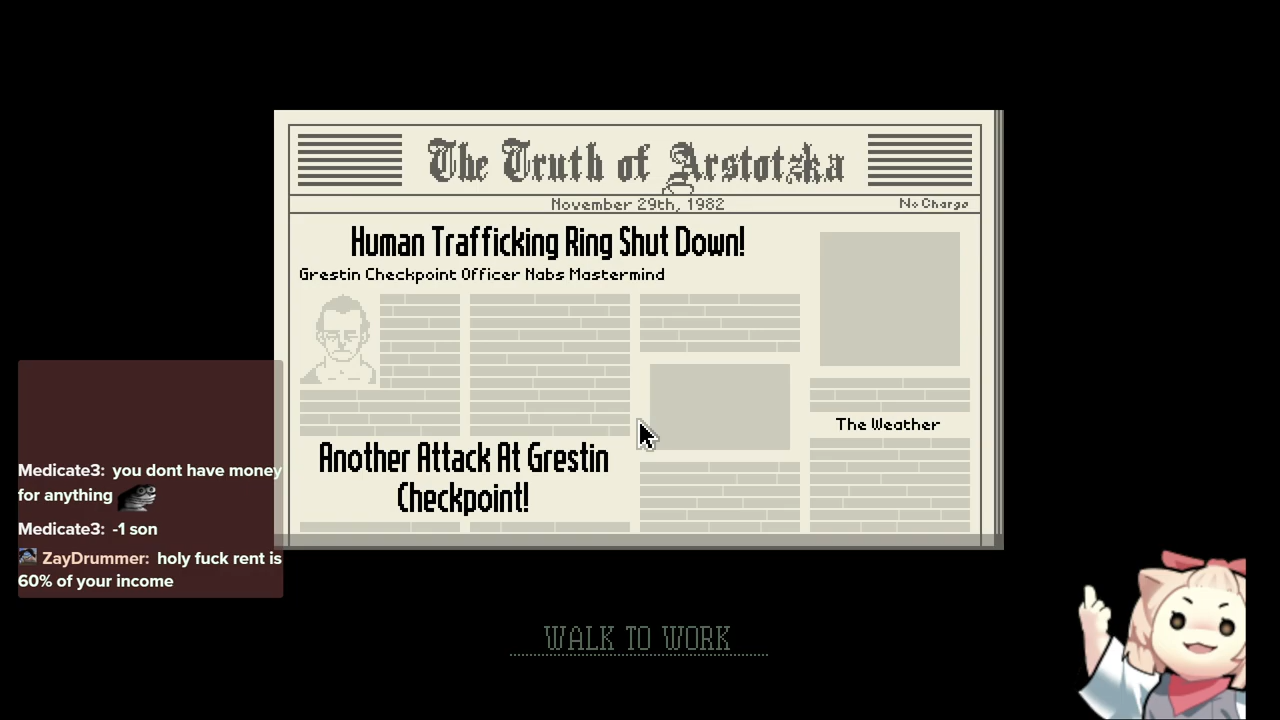 The Truth of Arstotzka
November 29th, 1982
No Charge
Human Trafficking Ring Shut Down!
Grestin Checkpoint Officer Nabs Mastermind
The Weather
Another Attack At Grestin
Checkpoint!
Medicate3: you dont have money
for anything
Medicate3: -1 son
ZayDrummer: holy fuck rent is
60% of your income
WALK TO WORK